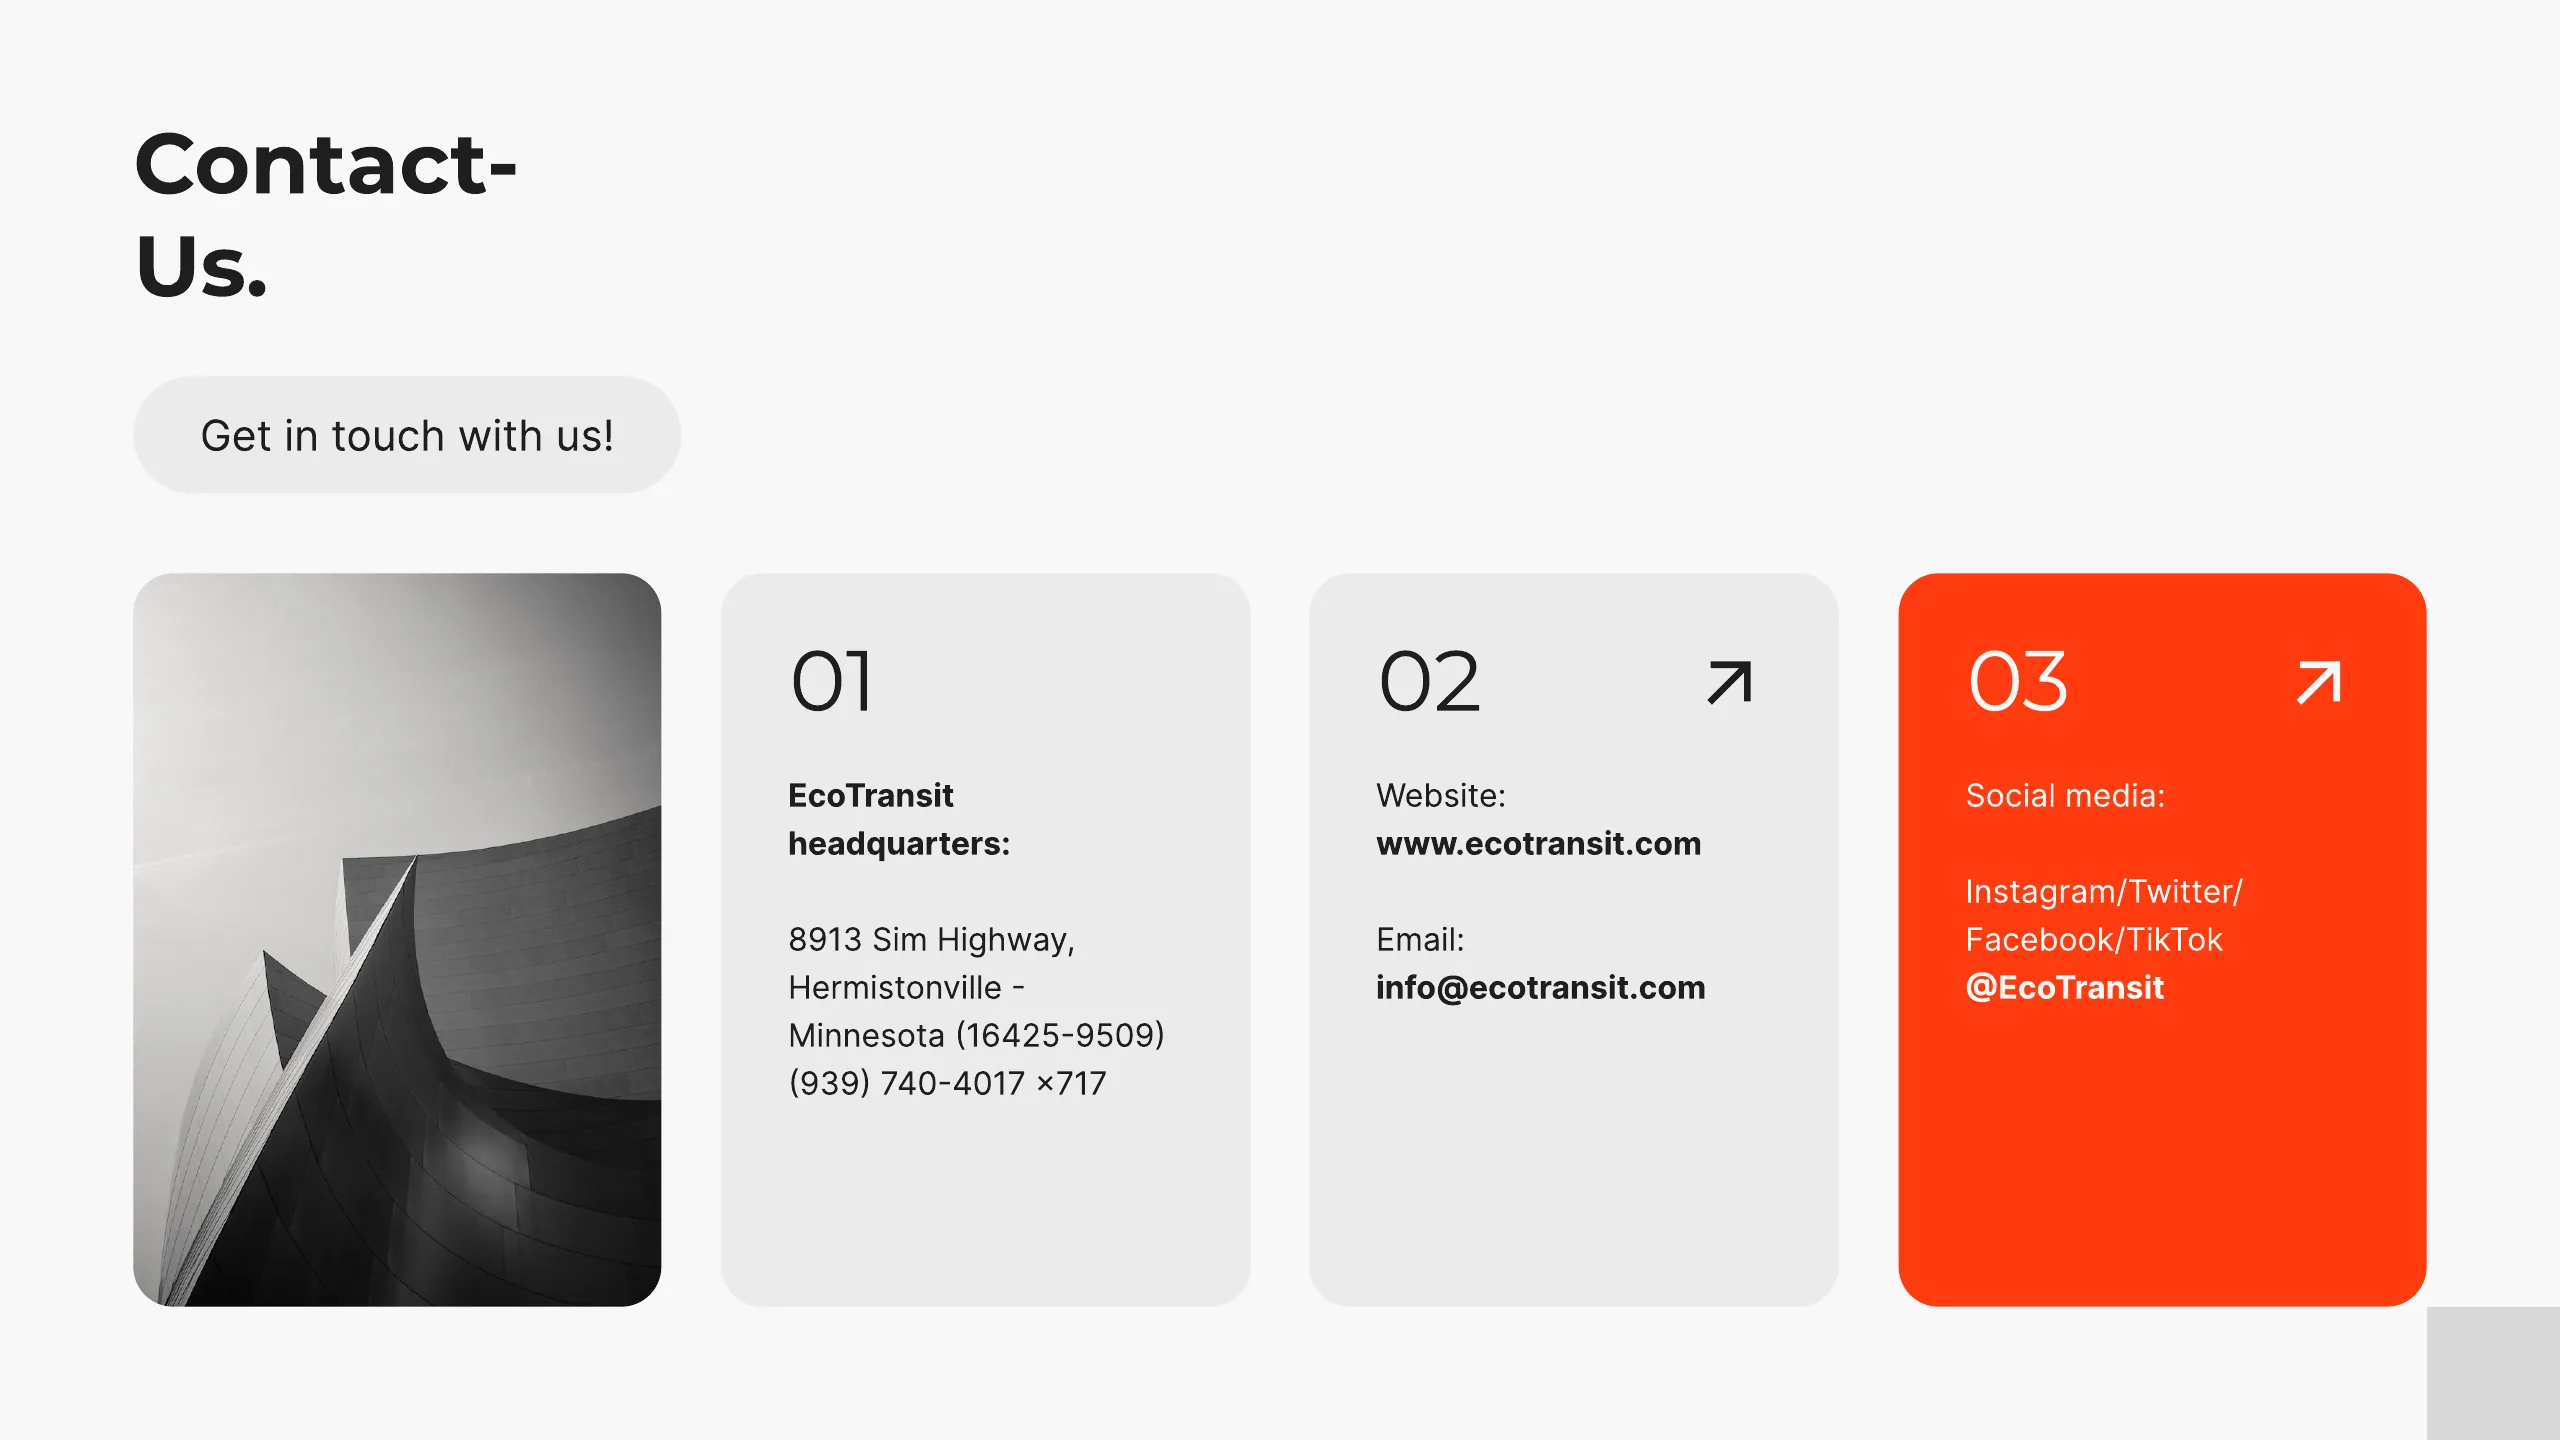 Contact-
Us.
Get in touch with us!
01
EcoTransit
headquarters:
8913 Sim Highway,
Hermistonville -
Minnesota (16425-9509)
(939) 740-4017 ×717
02
Website:
www.ecotransit.com
Email:
info@ecotransit.com
03
Social media:
Instagram/Twitter/
Facebook/TikTok
@EcoTransit